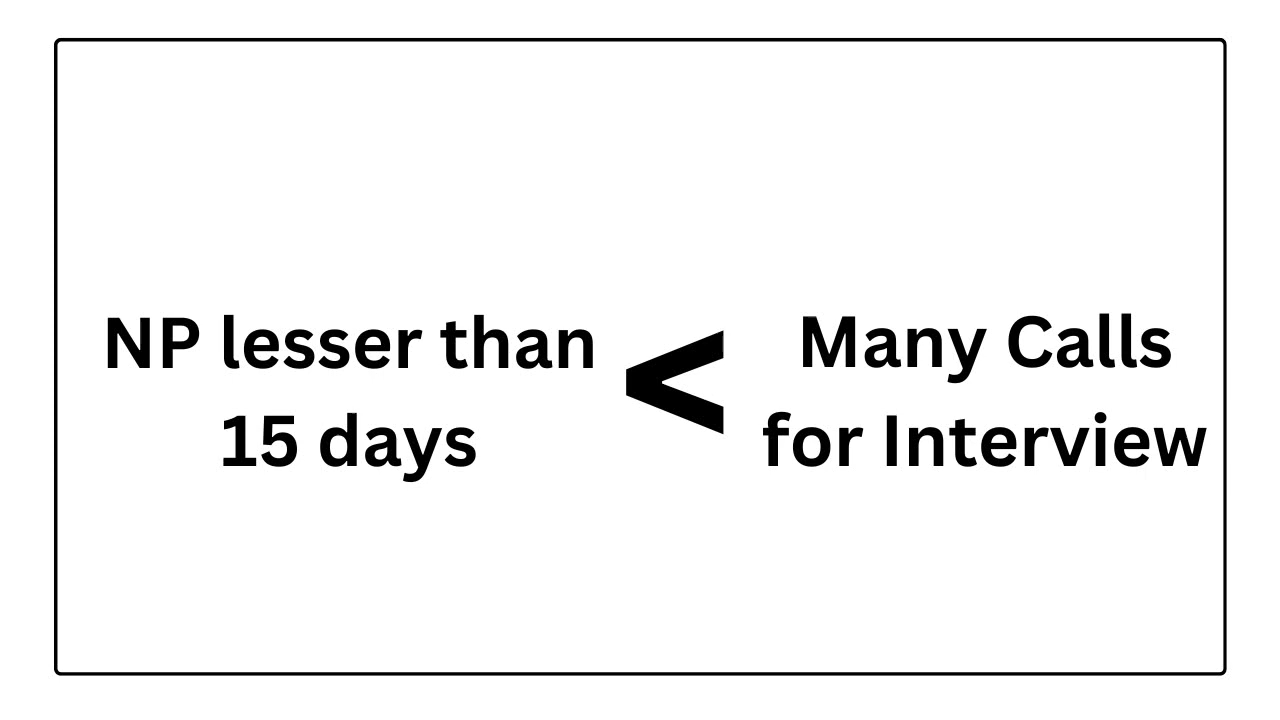 NP lesser than
15 days
<
Many Calls
for Interview